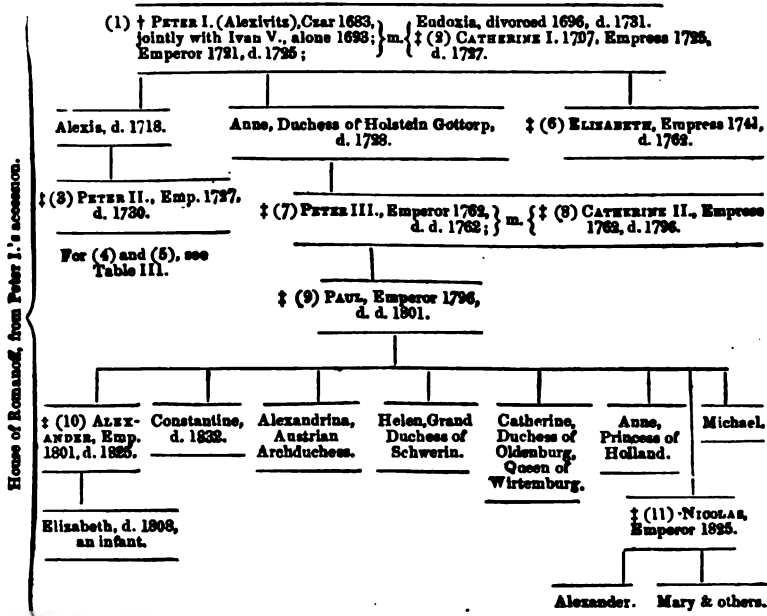 (1) † PETER I. (Alexivitz), Czar 1683,
jointly with Ivan V., alone 1693;
Emperor 1721, d. 1725;
m.
Eudoxia, divorced 1696, d. 1731.
‡ (2) CATHERINE I. 1707, Empress 1725,
d. 1727.
Alexis, d. 1718.
Anne, Duchess of Holstein Gottorp,
d. 1728.
‡ (6) ELIZABETH, Empress 1741,
d. 1762.
‡ (3) PETER II., Emp. 1727,
d. 1730.
‡ (7) PETER III., Emperor 1762,
d. d. 1762;
m.
‡ (8) CATHERINE II., Empress
1762, d. 1796.
For (4) and (5), see
Table III.
‡ (9) PAUL, Emperor 1796,
d. d. 1801.
‡ (10) ALEX-
ANDER, Emp.
1801, d. 1825.
Constantine,
d. 1832.
Alexandrina,
Austrian
Archduchess.
Helen, Grand
Duchess of
Schwerin.
Catherine,
Duchess of
Oldenburg,
Queen of
Wirtemburg.
Anne,
Princess of
Holland.
Michael.
Elizabeth, d. 1808,
an infant.
‡ (11) NICOLAS,
Emperor 1825.
Alexander.
Mary & others.
House of Romanoff, from Peter I.'s accession.